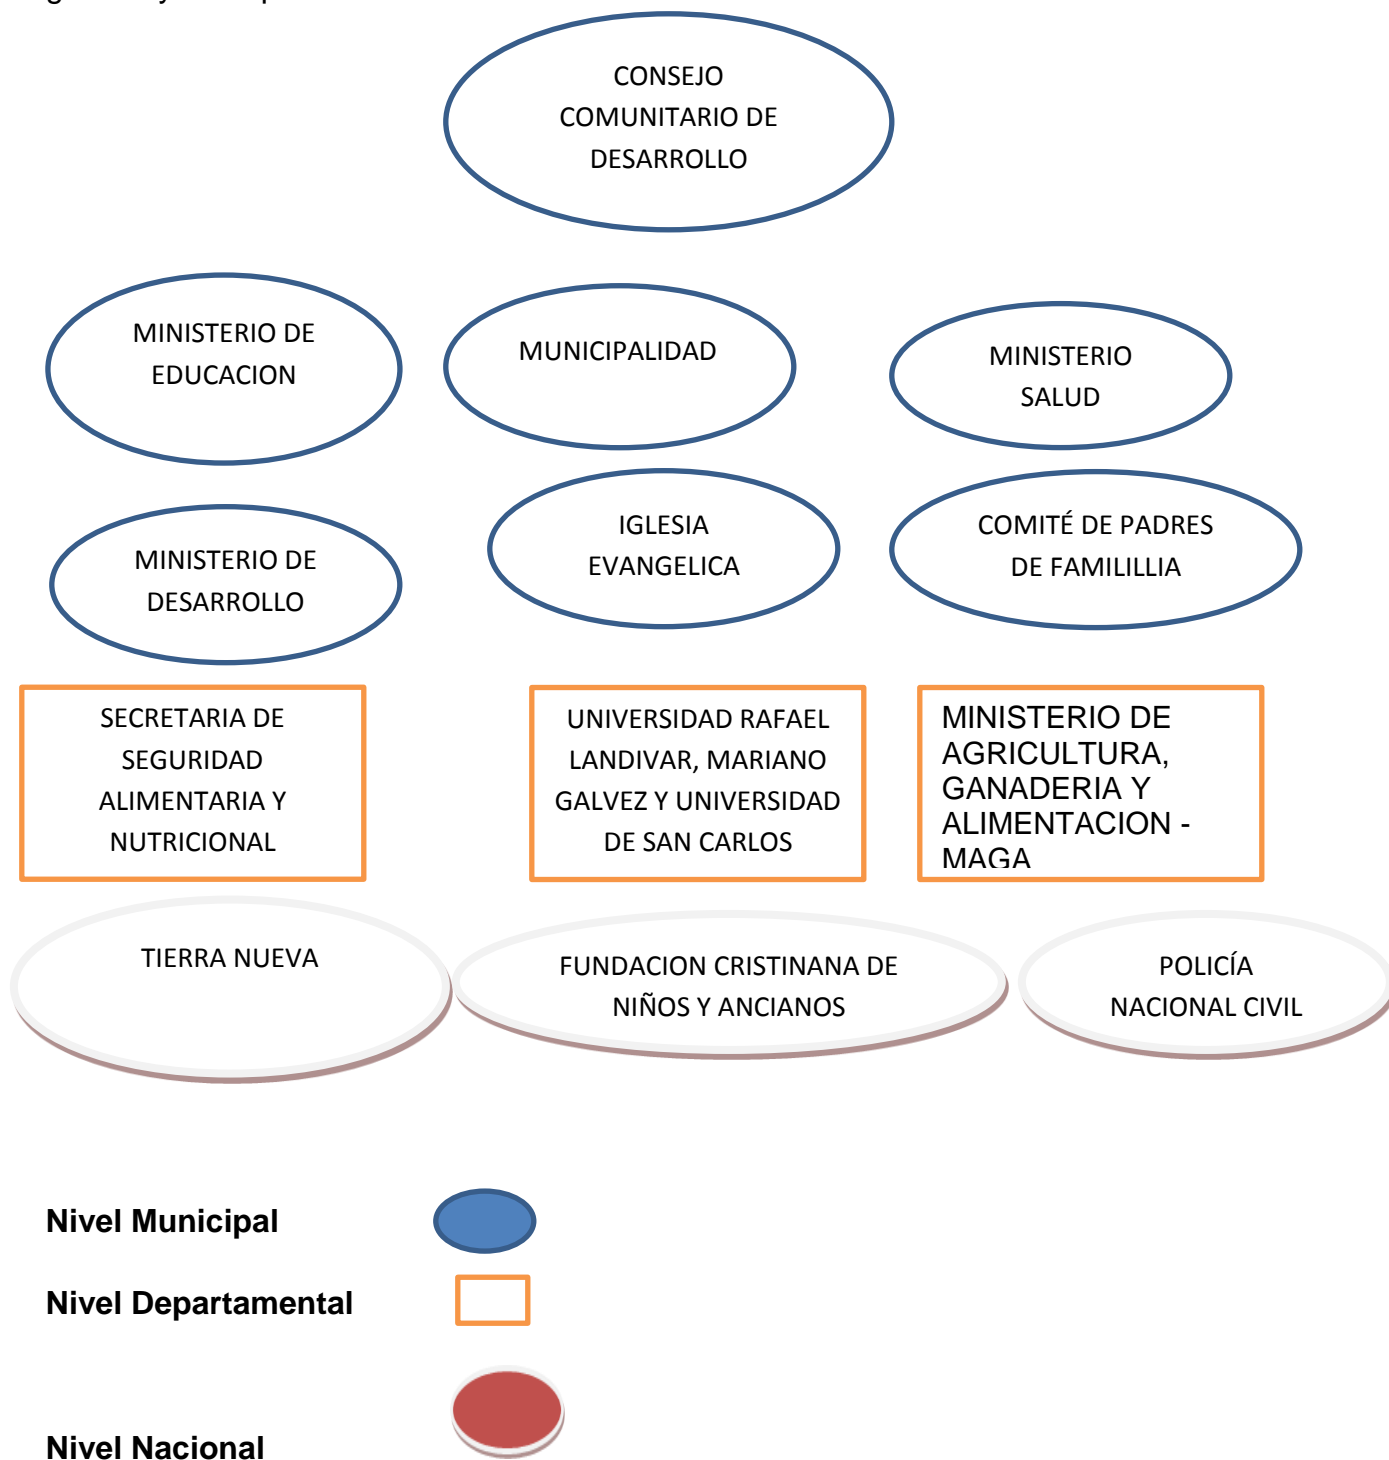 CONSEJO
COMUNITARIO DE
DESARROLLO
MINISTERIO DE
EDUCACION
MUNICIPALIDAD
MINISTERIO
SALUD
MINISTERIO DE
DESARROLLO
IGLESIA
EVANGELICA
COMITÉ DE PADRES
DE FAMILILLIA
SECRETARIA DE
SEGURIDAD
ALIMENTARIA Y
NUTRICIONAL
UNIVERSIDAD RAFAEL
LANDIVAR, MARIANO
GALVEZ Y UNIVERSIDAD
DE SAN CARLOS
MINISTERIO DE
AGRICULTURA,
GANADERIA Y
ALIMENTACION -
MAGA
TIERRA NUEVA
FUNDACION CRISTINANA DE
NIÑOS Y ANCIANOS
POLICÍA
NACIONAL CIVIL
Nivel Municipal
Nivel Departamental
Nivel Nacional